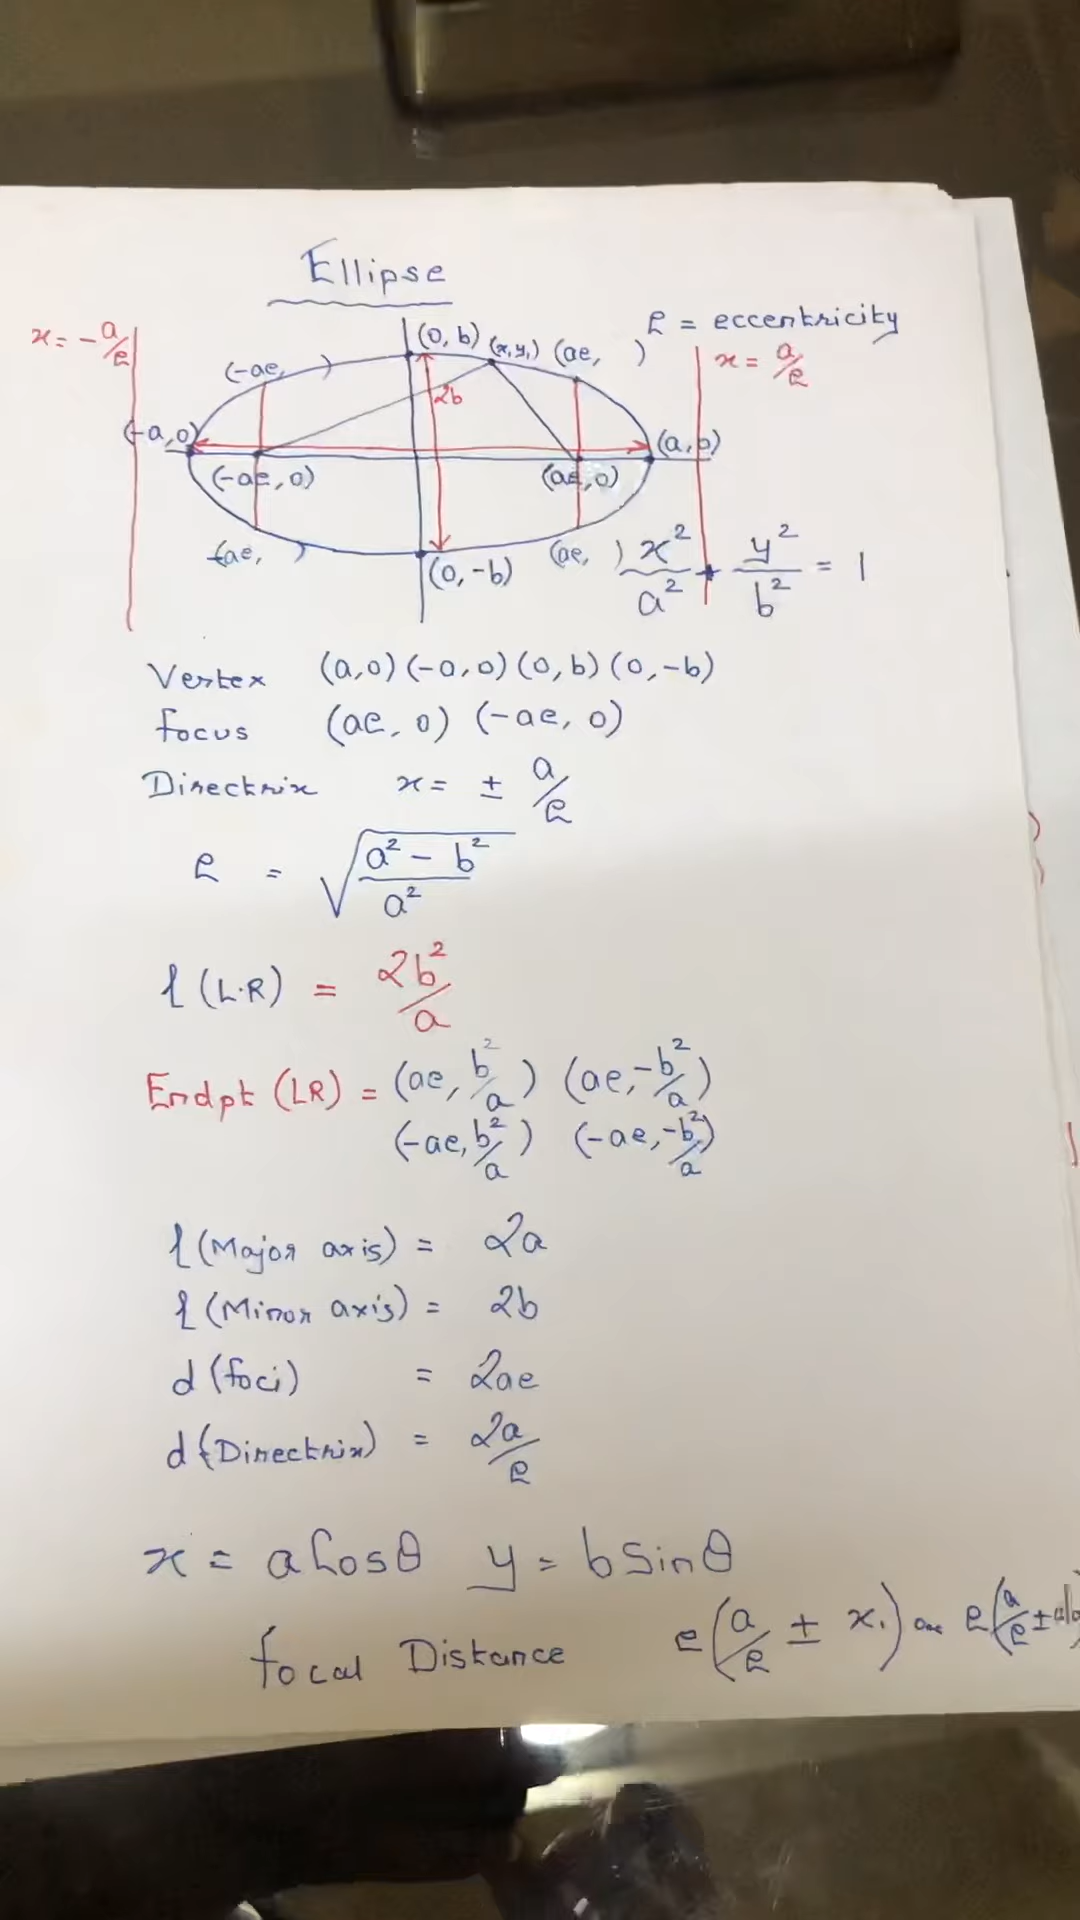 Ellipse
e = eccentricity
x = -a/e
(0, b) (x, y₁) (ae, )
x = a/e
(-ae, )
2b
(-a, 0)
(a, 0)
(-ae, 0) (ae, 0)
(-ae, ) (ae, )
(0, -b)
x²/a² + y²/b² = 1
Vertex (a,0) (-a,0) (0,b) (0,-b)
focus (ae, 0) (-ae, 0)
Directrix x = ± a/e
e = √((a² - b²)/a²)
l (L.R) = 2b²/a
Endpt (LR) = (ae, b²/a) (ae, -b²/a)
(-ae, b²/a) (-ae, -b²/a)
l (Major axis) = 2a
l (Minor axis) = 2b
d (foci) = 2ae
d (Directrix) = 2a/e
x = a Cosθ y = b Sinθ
focal Distance e(a/e ± x₁) or e(a/e ±